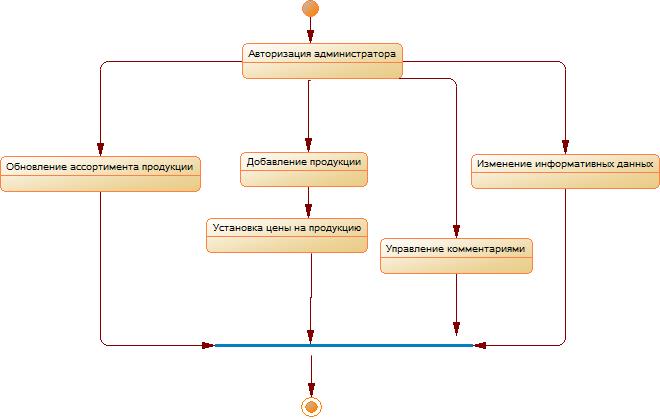 Авторизация администратора
Обновление ассортимента продукции
Добавление продукции
Изменение информативных данных
Установка цены на продукцию
Управление комментариями